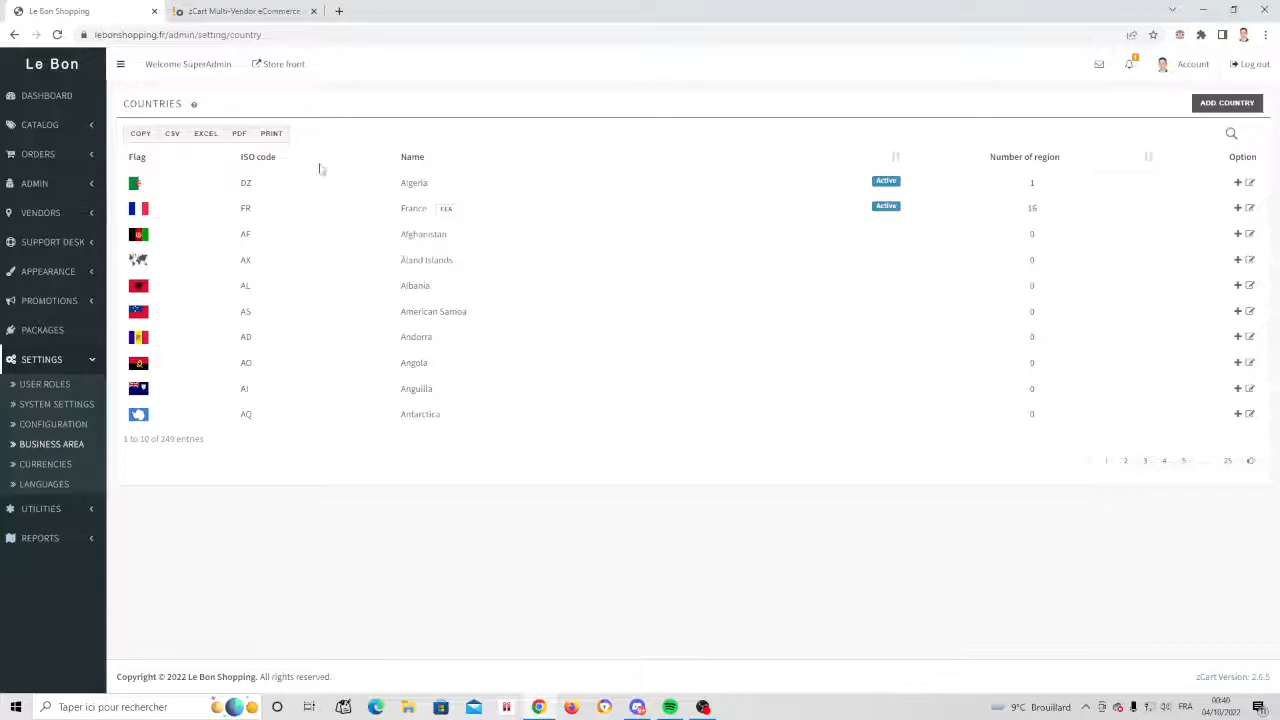 Le Bon Shopping
zCart Multi-Vendor eCommerce
lebonshopping.fr/admin/setting/country
Le Bon
Welcome SuperAdmin
Store front
1
Account
Log out
DASHBOARD
CATALOG
ORDERS
ADMIN
VENDORS
SUPPORT DESK
APPEARANCE
PROMOTIONS
PACKAGES
SETTINGS
USER ROLES
SYSTEM SETTINGS
CONFIGURATION
BUSINESS AREA
CURRENCIES
LANGUAGES
UTILITIES
REPORTS
COUNTRIES
ADD COUNTRY
COPY CSV EXCEL PDF PRINT
Flag ISO code Name Number of region Option
DZ Algeria Active 1
FR France EEA Active 16
AF Afghanistan 0
AX Åland Islands 0
AL Albania 0
AS American Samoa 0
AD Andorra 0
AO Angola 0
AI Anguilla 0
AQ Antarctica 0
1 to 10 of 249 entries
1 2 3 4 5 25
Copyright © 2022 Le Bon Shopping. All rights reserved.
zCart Version: 2.6.5
Taper ici pour rechercher
9°C Brouillard
FRA
00:40
04/10/2022